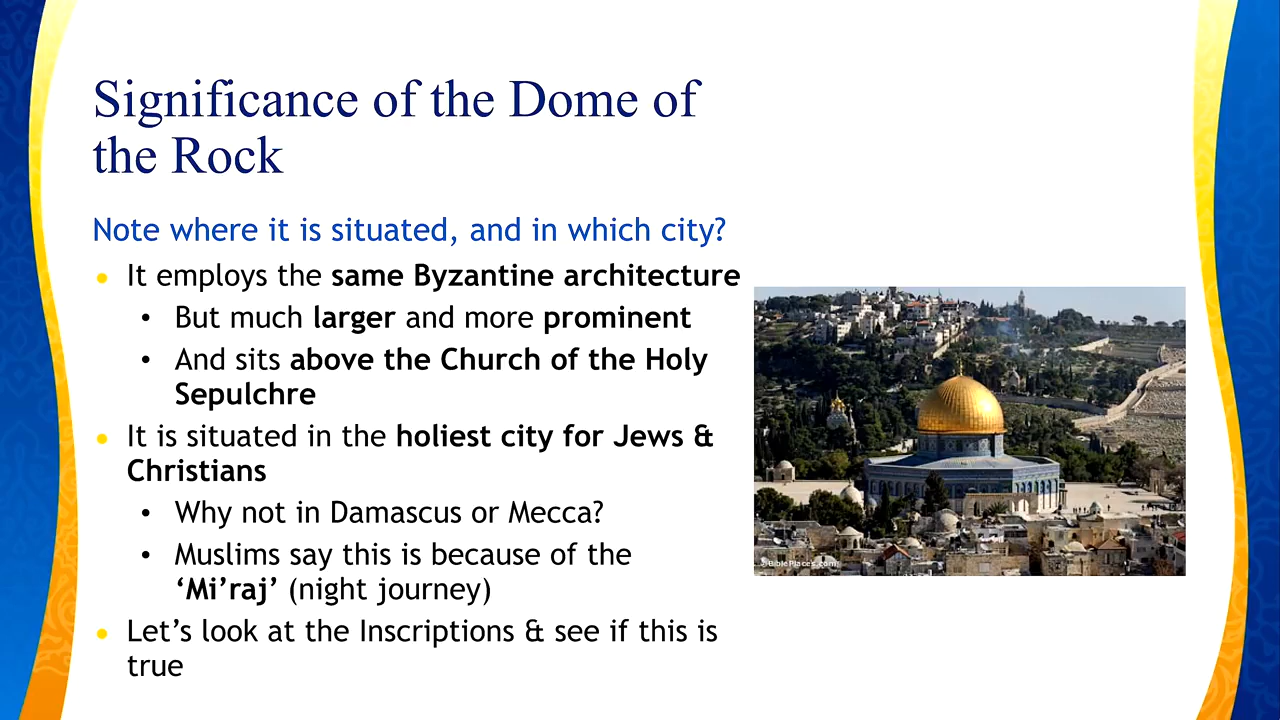 Significance of the Dome of
the Rock
Note where it is situated, and in which city?
• It employs the same Byzantine architecture
• But much larger and more prominent
• And sits above the Church of the Holy
Sepulchre
• It is situated in the holiest city for Jews &
Christians
• Why not in Damascus or Mecca?
• Muslims say this is because of the
‘Mi’raj’ (night journey)
• Let’s look at the Inscriptions & see if this is
true
©BiblePlaces.com